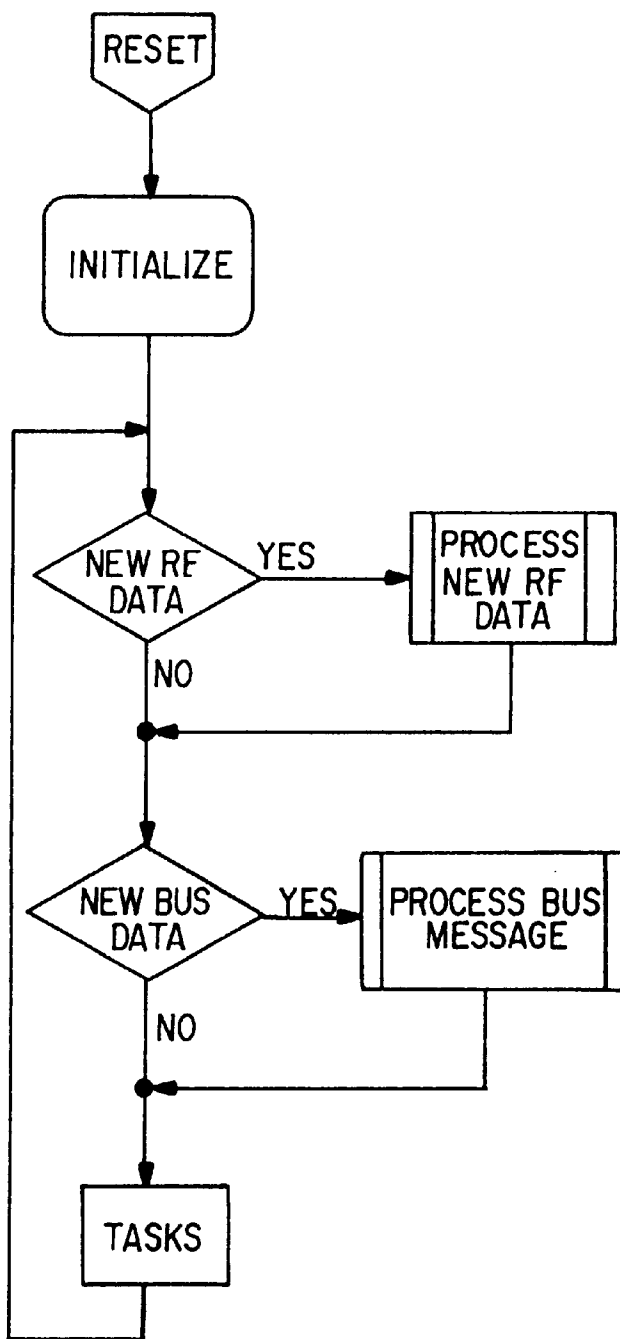 RESET
INITIALIZE
NEW RF
DATA
YES
PROCESS
NEW RF
DATA
NO
NEW BUS
DATA
YES
PROCESS BUS
MESSAGE
NO
TASKS